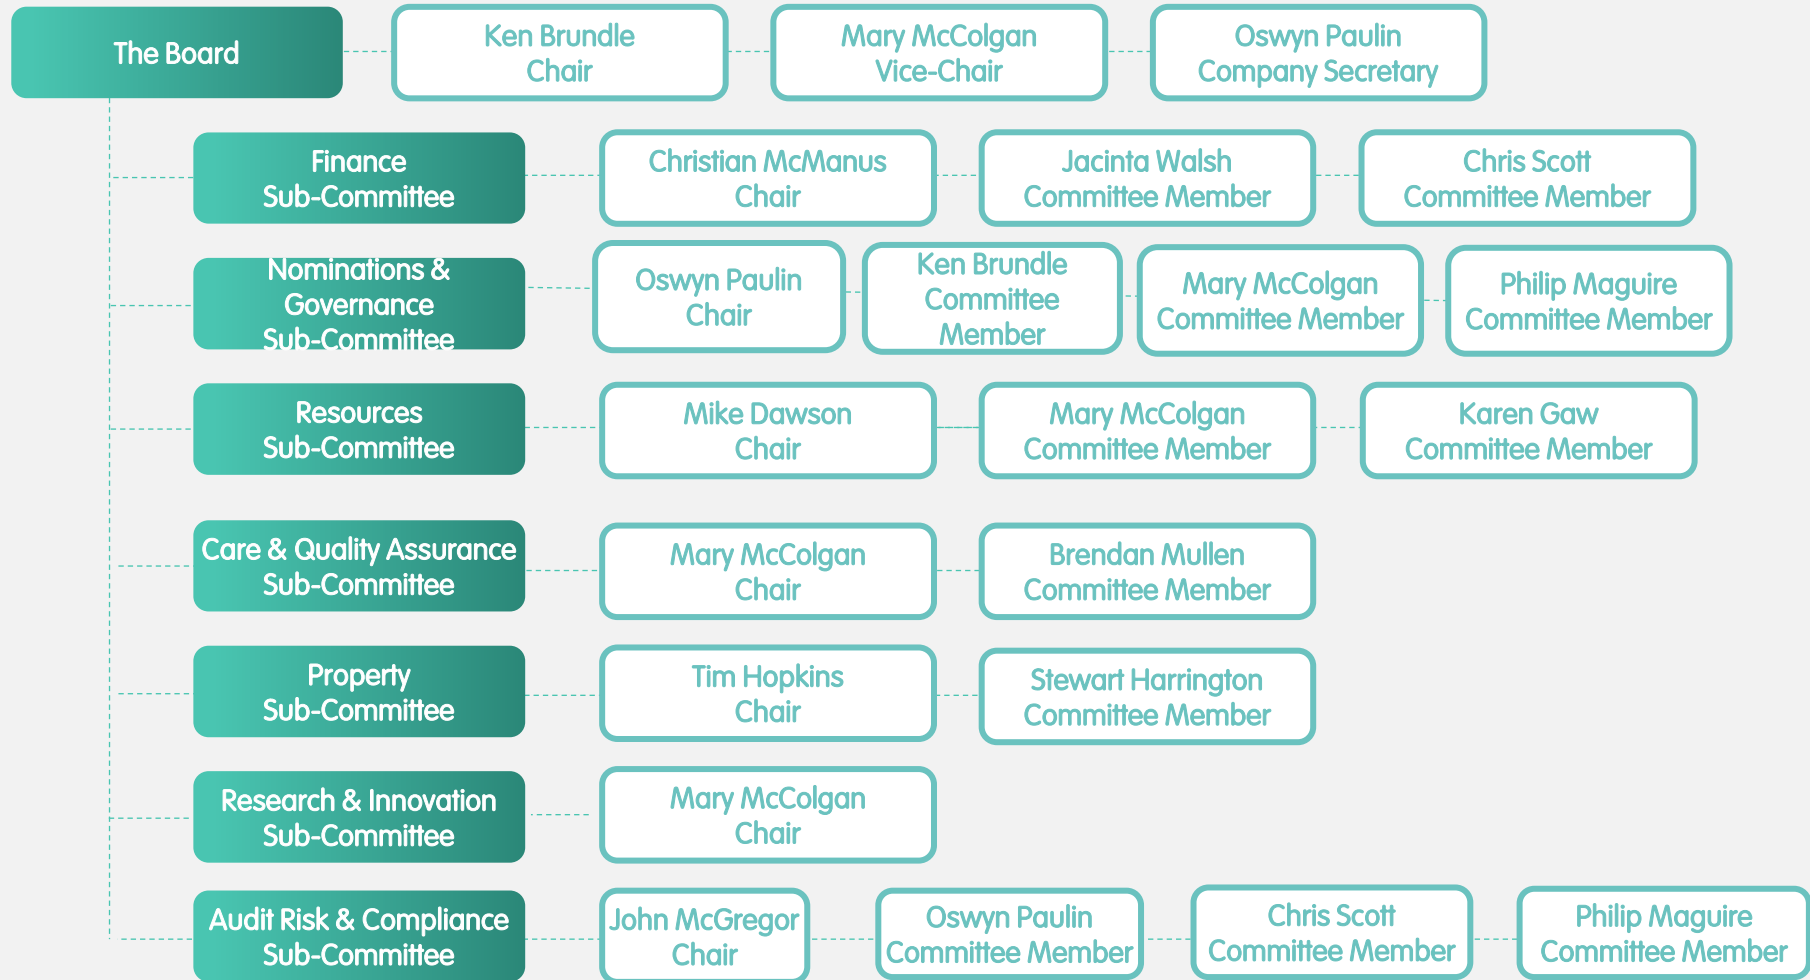 The Board
Ken Brundle
Chair
Mary McColgan
Vice-Chair
Oswyn Paulin
Company Secretary
Finance
Sub-Committee
Christian McManus
Chair
Jacinta Walsh
Committee Member
Chris Scott
Committee Member
Nominations &
Governance
Sub-Committee
Oswyn Paulin
Chair
Ken Brundle
Committee
Member
Mary McColgan
Committee Member
Philip Maguire
Committee Member
Resources
Sub-Committee
Mike Dawson
Chair
Mary McColgan
Committee Member
Karen Gaw
Committee Member
Care & Quality Assurance
Sub-Committee
Mary McColgan
Chair
Brendan Mullen
Committee Member
Property
Sub-Committee
Tim Hopkins
Chair
Stewart Harrington
Committee Member
Research & Innovation
Sub-Committee
Mary McColgan
Chair
Audit Risk & Compliance
Sub-Committee
John McGregor
Chair
Oswyn Paulin
Committee Member
Chris Scott
Committee Member
Philip Maguire
Committee Member